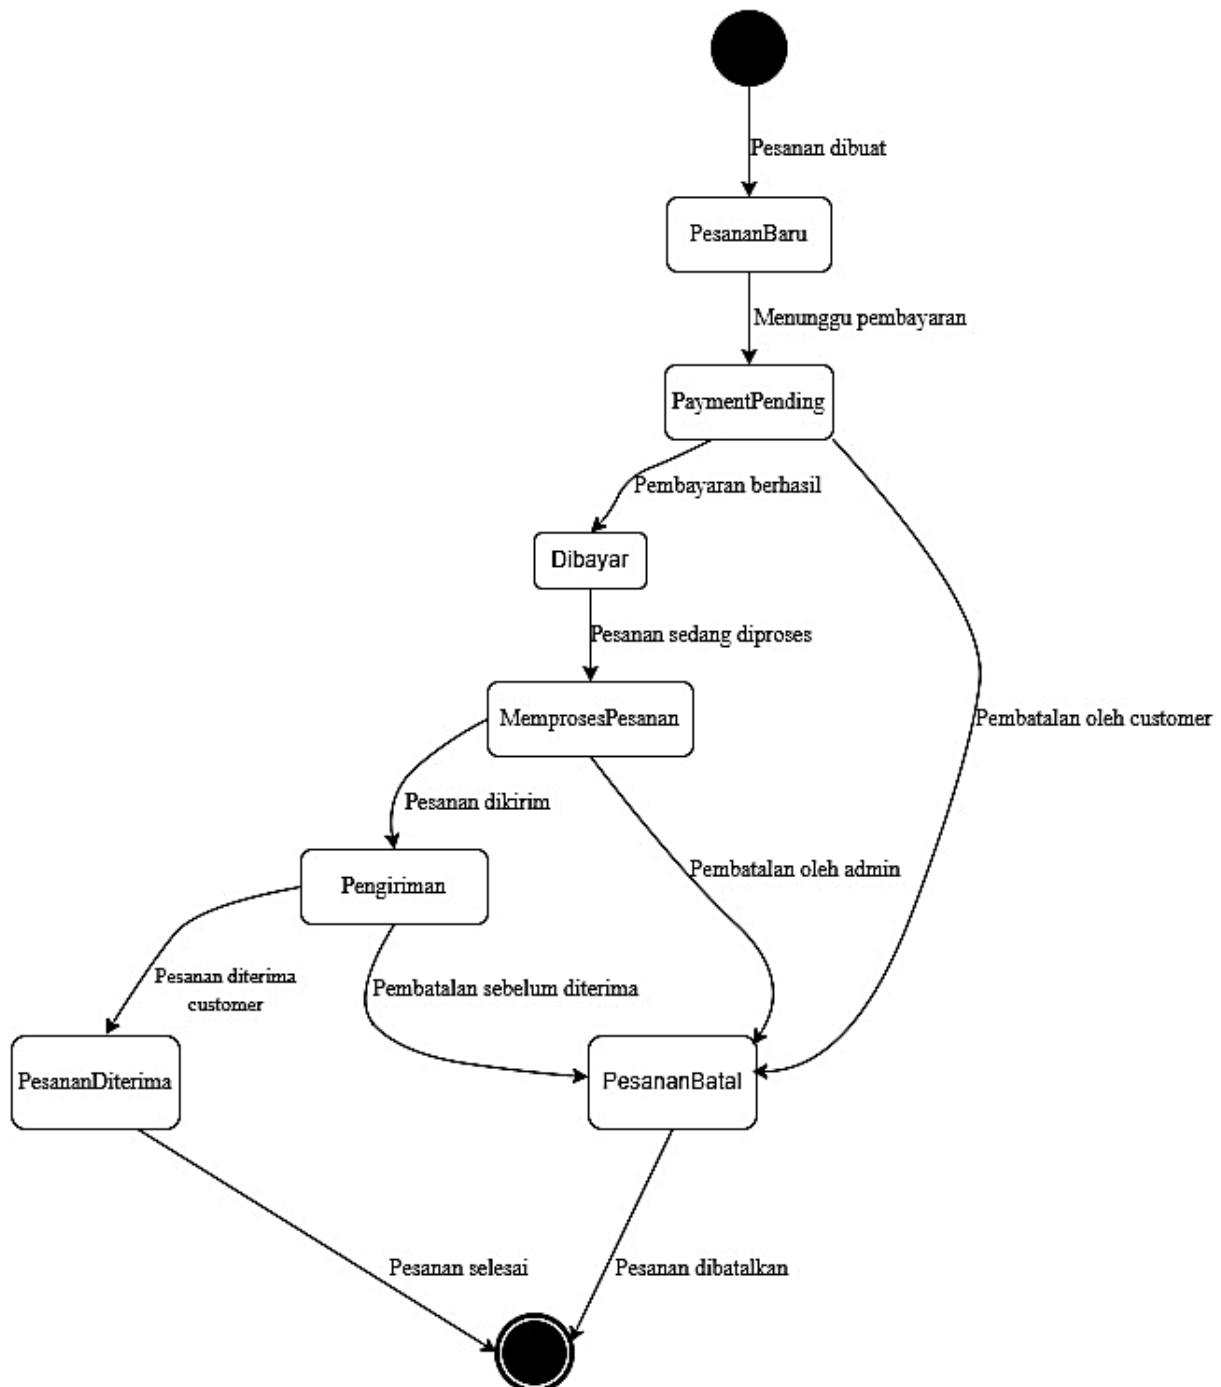 Pesanan dibuat
PesananBaru
Menunggu pembayaran
PaymentPending
Pembayaran berhasil
Dibayar
Pesanan sedang diproses
MemprosesPesanan
Pembatalan oleh customer
Pesanan dikirim
Pembatalan oleh admin
Pengiriman
Pesanan diterima
customer
Pembatalan sebelum diterima
PesananDiterima
PesananBatal
Pesanan selesai
Pesanan dibatalkan